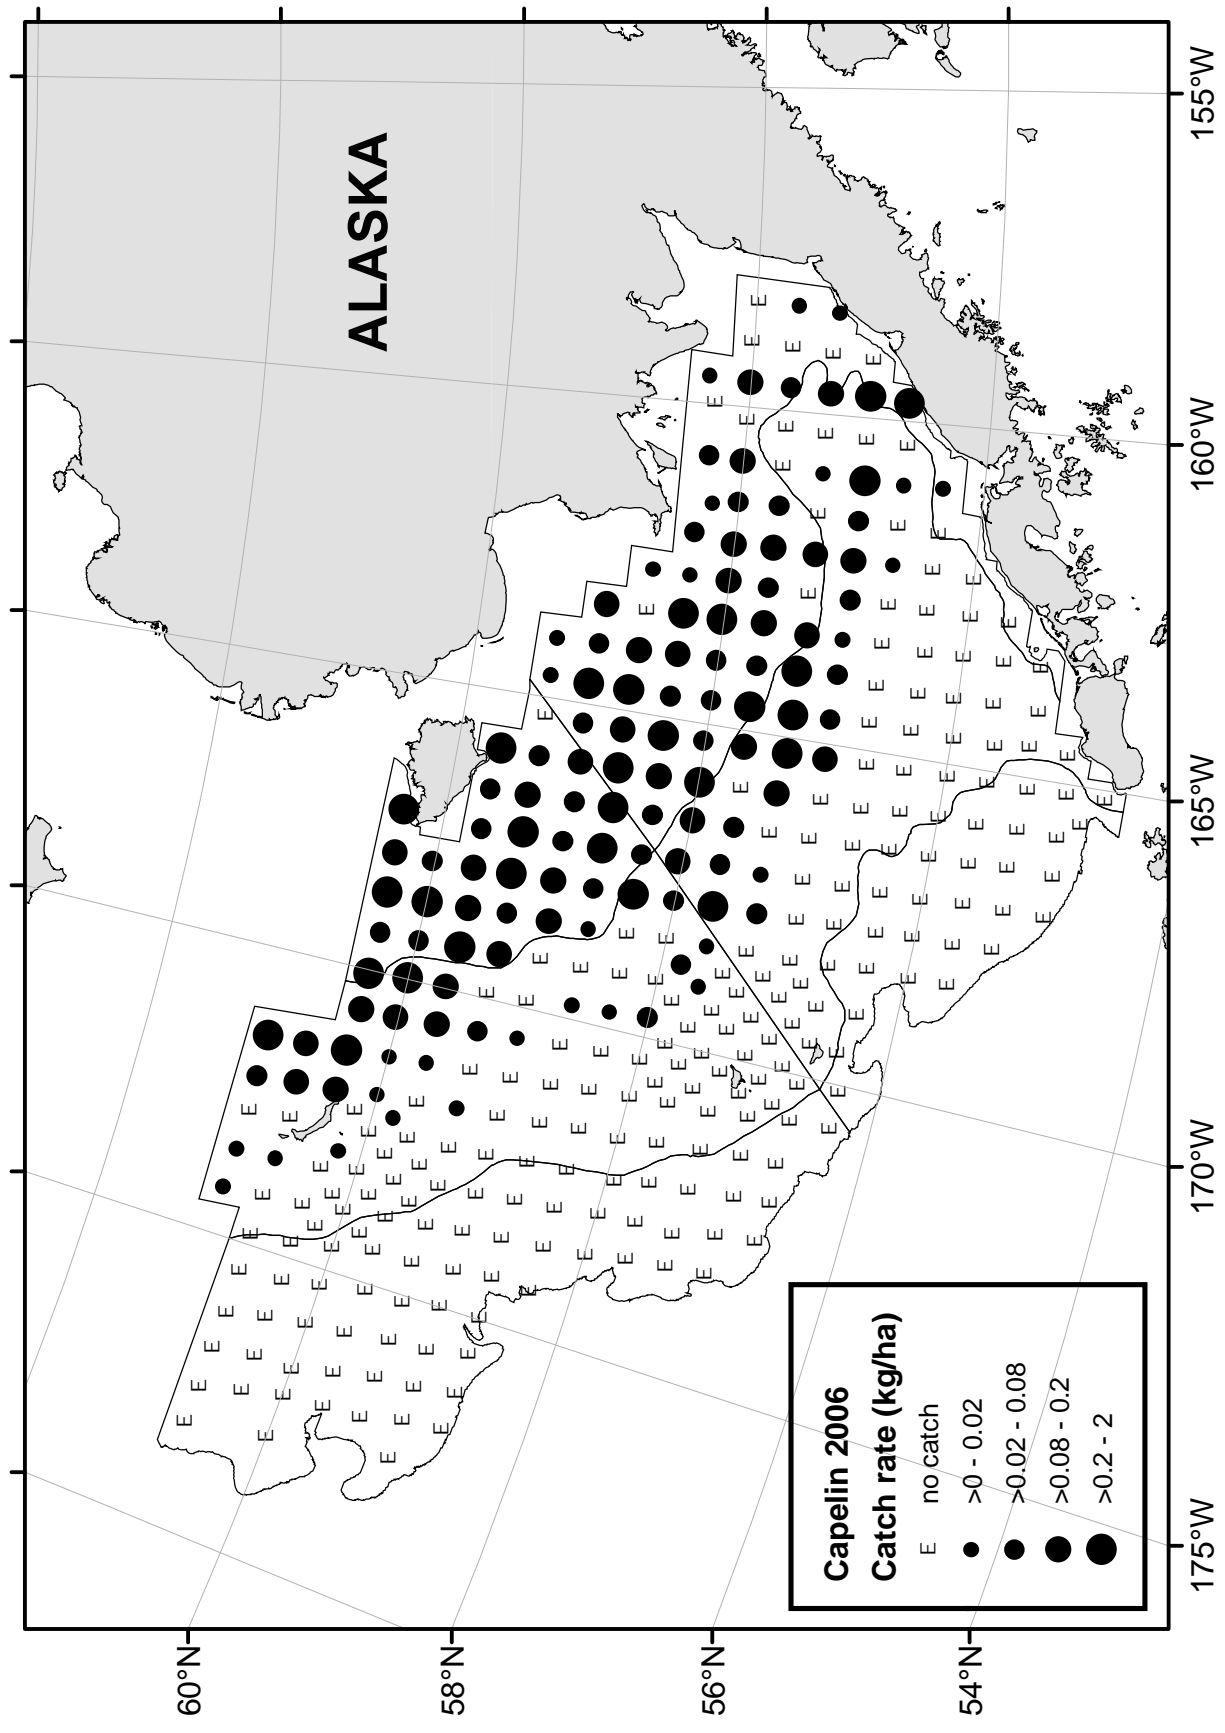 ALASKA
Capelin 2006
Catch rate (kg/ha)
E no catch
>0 - 0.02
>0.02 - 0.08
>0.08 - 0.2
>0.2 - 2
60°N
58°N
56°N
54°N
175°W
170°W
165°W
160°W
155°W